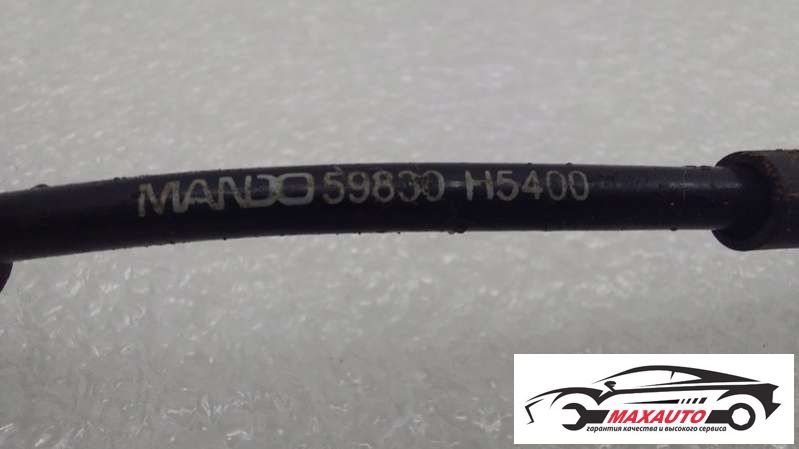 MANDO 59830 H5400
MAXAUTO
гарантия качества и высокого сервиса